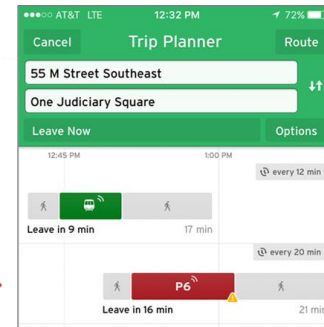 AT&T LTE 12:32 PM 72%
Cancel Trip Planner Route
55 M Street Southeast
One Judiciary Square
Leave Now Options
12:45 PM 1:00 PM
every 12 min
Leave in 9 min 17 min
every 20 min
P6
Leave in 16 min 21 min